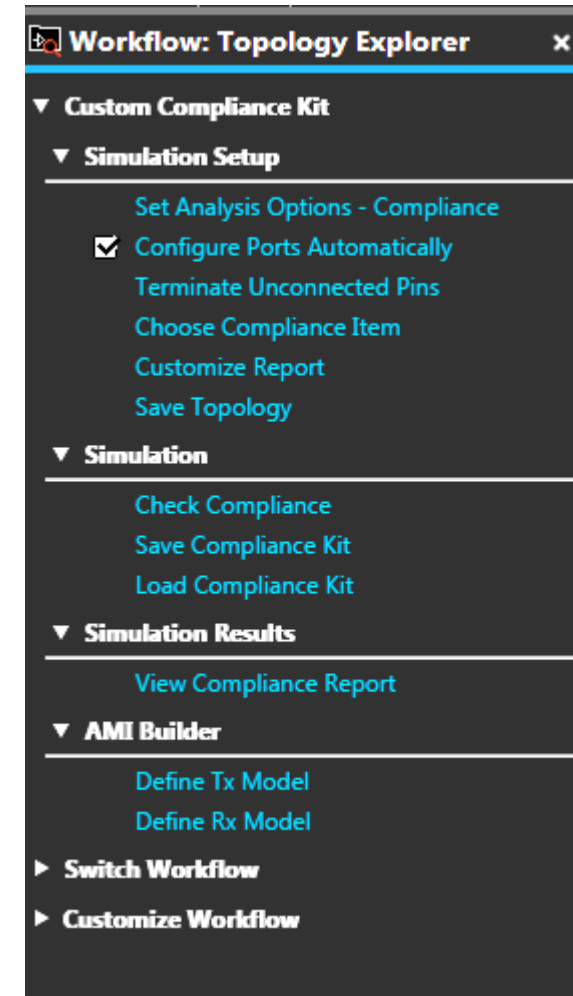 Workflow: Topology Explorer
Custom Compliance Kit
Simulation Setup
Set Analysis Options - Compliance
Configure Ports Automatically
Terminate Unconnected Pins
Choose Compliance Item
Customize Report
Save Topology
Simulation
Check Compliance
Save Compliance Kit
Load Compliance Kit
Simulation Results
View Compliance Report
AMI Builder
Define Tx Model
Define Rx Model
Switch Workflow
Customize Workflow